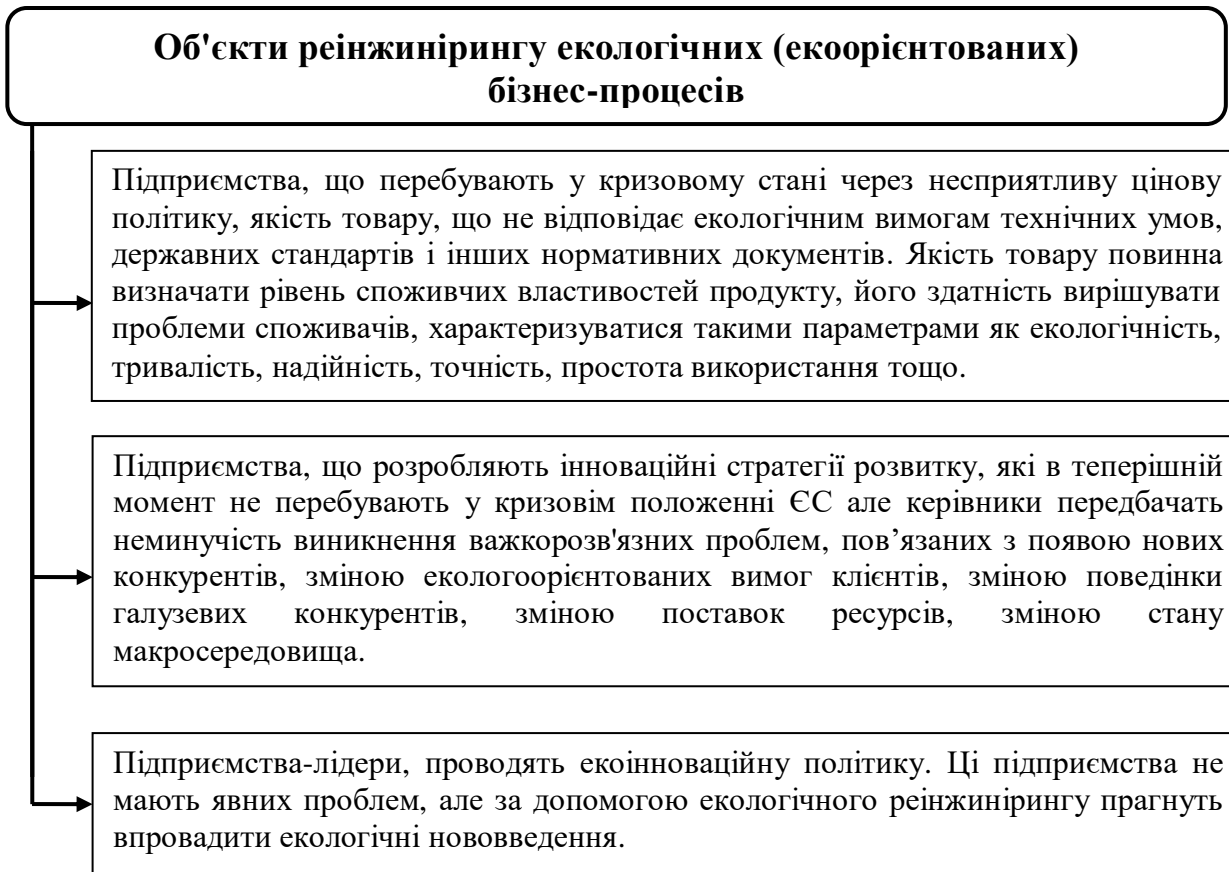 Об'єкти реінжинірингу екологічних (екоорієнтованих)
бізнес-процесів
Підприємства, що перебувають у кризовому стані через несприятливу цінову
політику, якість товару, що не відповідає екологічним вимогам технічних умов,
державних стандартів і інших нормативних документів. Якість товару повинна
визначати рівень споживчих властивостей продукту, його здатність вирішувати
проблеми споживачів, характеризуватися такими параметрами як екологічність,
тривалість, надійність, точність, простота використання тощо.
Підприємства, що розробляють інноваційні стратегії розвитку, які в теперішній
момент не перебувають у кризовім положенні ЄС але керівники передбачать
неминучість виникнення важкорозв'язних проблем, пов’язаних з появою нових
конкурентів, зміною екологоорієнтованих вимог клієнтів, зміною поведінки
галузевих конкурентів, зміною поставок ресурсів, зміною стану
макросередовища.
Підприємства-лідери, проводять екоінноваційну політику. Ці підприємства не
мають явних проблем, але за допомогою екологічного реінжинірингу прагнуть
впровадити екологічні нововведення.